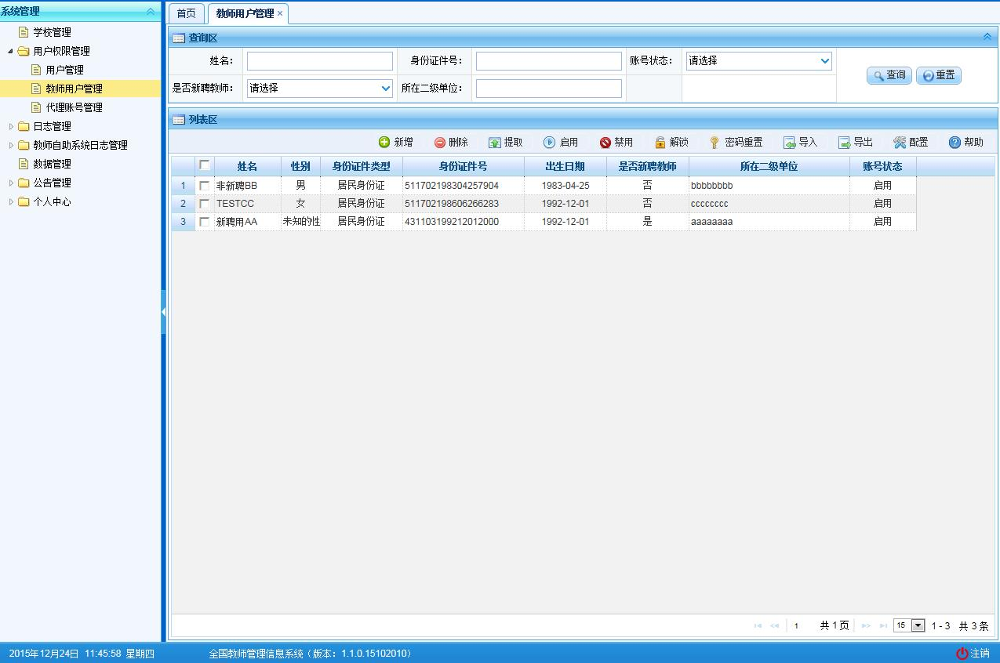 系统管理
学校管理
用户权限管理
用户管理
教师用户管理
代理账号管理
日志管理
教师自助系统日志管理
数据管理
公告管理
个人中心
首页 教师用户管理 ×
查询区
姓名： 身份证件号： 账号状态： 请选择
是否新聘教师： 请选择 所在二级单位：
查询 重置
列表区
新增 删除 提取 启用 禁用 解锁 密码重置 导入 导出 配置 帮助
姓名 性别 身份证件类型 身份证件号 出生日期 是否新聘教师 所在二级单位 账号状态
1 非新聘BB 男 居民身份证 511702198304257904 1983-04-25 否 bbbbbbbb 启用
2 TESTCC 女 居民身份证 511702198606266283 1992-12-01 否 cccccccc 启用
3 新聘用AA 未知的性 居民身份证 431103199212012000 1992-12-01 是 aaaaaaaa 启用
1 共 1 页 15 1 - 3 共 3 条
2015年12月24日 11:45:58 星期四 全国教师管理信息系统（版本：1.1.0.15102010） 注销